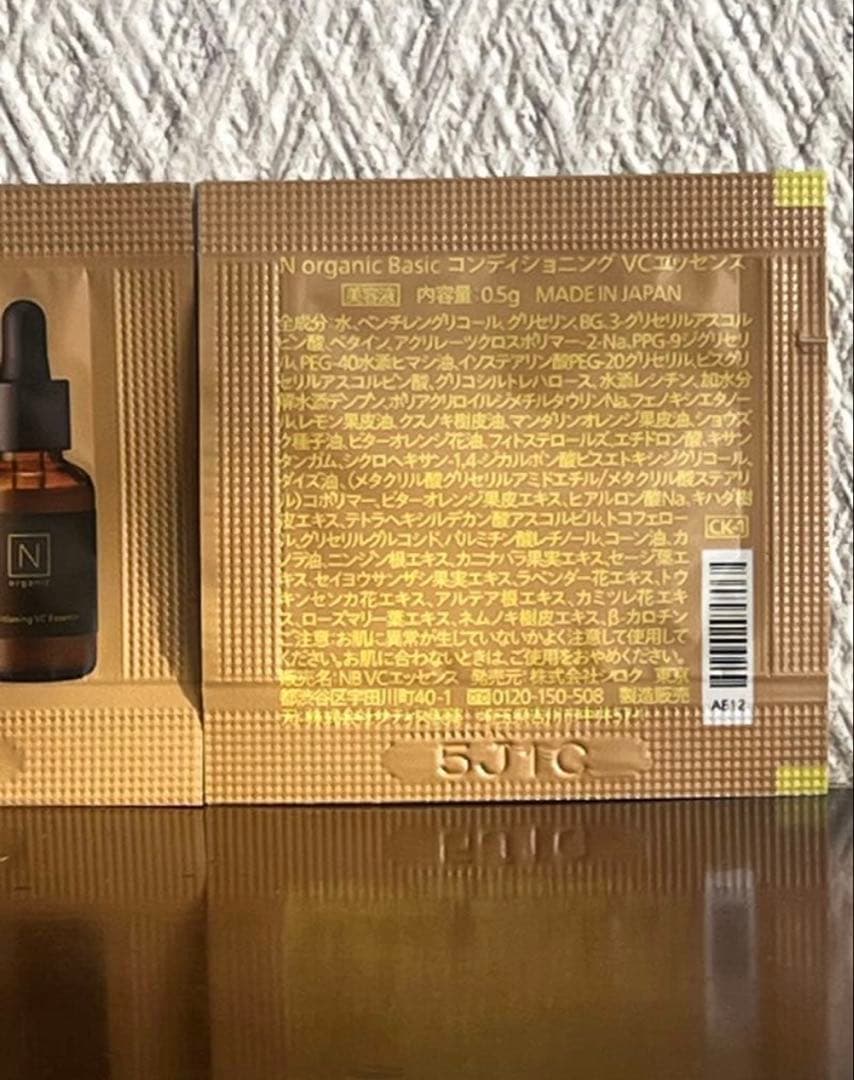 N
organic
N organic Basic コンディショニング VCエッセンス
美容液 内容量 0.5g MADE IN JAPAN
全成分 水、ペンチレングリコール、グリセリン、BG、3-グリセリルアスコル
ビン酸、ベタイン、アクリレーツクロスポリマー-2-Na、PPG-9ジグリセリ
ル、PEG-40水添ヒマシ油、イソステアリン酸PEG-20グリセリル、ビスグリ
セリルアスコルビン酸、グリコシルトレハロース、水添レシチン、加水分
解水添デンプン、ポリアクリロイルジメチルタウリンNa、フェノキシエタノー
ル、レモン果皮油、クスノキ樹皮油、マンダリンオレンジ果皮油、ショウズ
ク種子油、ビターオレンジ花油、フィトステロールズ、エチドロン酸、キサン
タンガム、シクロヘキサン-1,4-ジカルボン酸ビスエトキシジグリコール、
ダイズ油、(メタクリル酸グリセリルアミドエチル/メタクリル酸ステアリ
ル)コポリマー、ビターオレンジ果皮エキス、ヒアルロン酸Na、キハダ樹
皮エキス、テトラヘキシルデカン酸アスコルビル、トコフェロー
ル、グリセリルグルコシド、パルミチン酸レチノール、コーン油、カ
ノラ油、ニンジン根エキス、カニナバラ果実エキス、セージ葉エ
キス、セイヨウサンザシ果実エキス、ラベンダー花エキス、トウ
キンセンカ花エキス、アルテア根エキス、カミツレ花エキ
ス、ローズマリー葉エキス、ネムノキ樹皮エキス、β-カロチン
ご注意:お肌に異常が生じていないかよく注意して使用して
ください。お肌に合わないときは、ご使用をおやめください。
販売名:NB VCエッセンス 発売元:株式会社シロク 東京
都渋谷区宇田川町40-1 0120-150-508 製造販売
元:株式会社
CK-1
AE12
5J1C